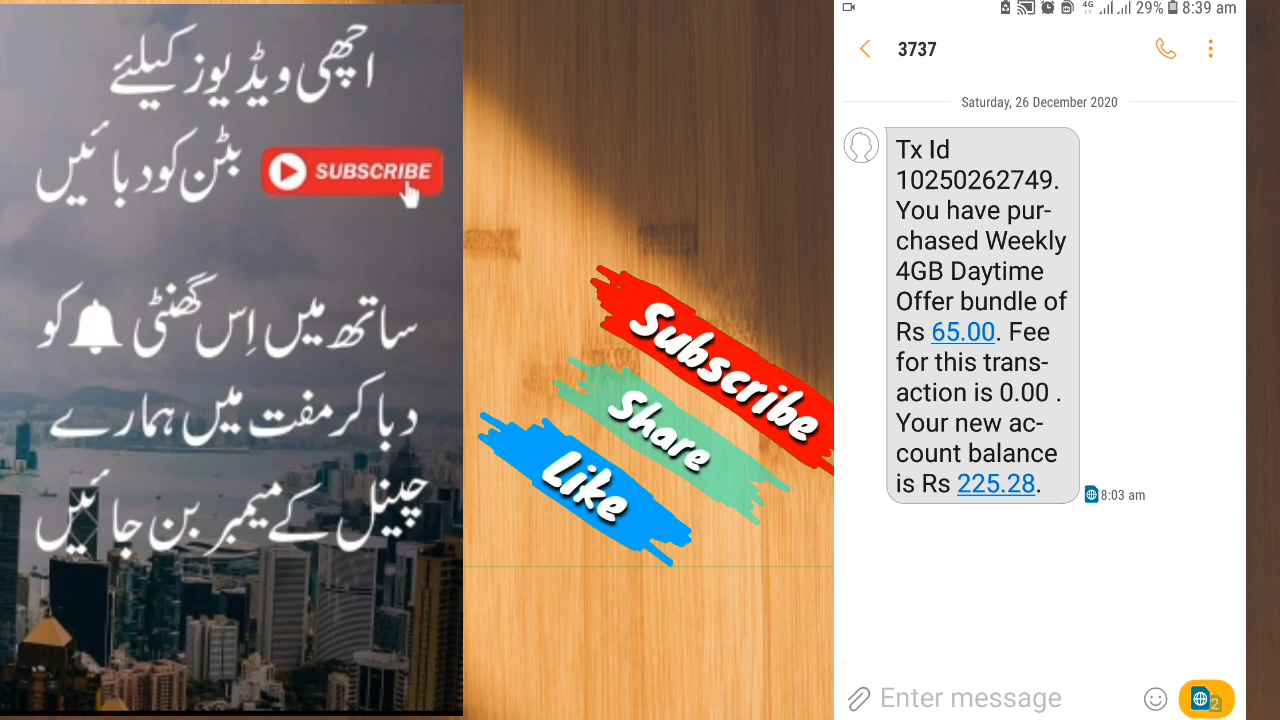 اچھی ویڈیوز کیلئے
SUBSCRIBE بٹن کو دبائیں
ساتھ میں اِس گھنٹی کو
دبا کر مفت میں ہمارے
چینل کے میمبر بن جائیں
Subscribe
Share
Like
4G 29% 8:39 am
3737
Saturday, 26 December 2020
Tx Id
10250262749.
You have pur-
chased Weekly
4GB Daytime
Offer bundle of
Rs 65.00. Fee
for this trans-
action is 0.00 .
Your new ac-
count balance
is Rs 225.28.
8:03 am
Enter message
2